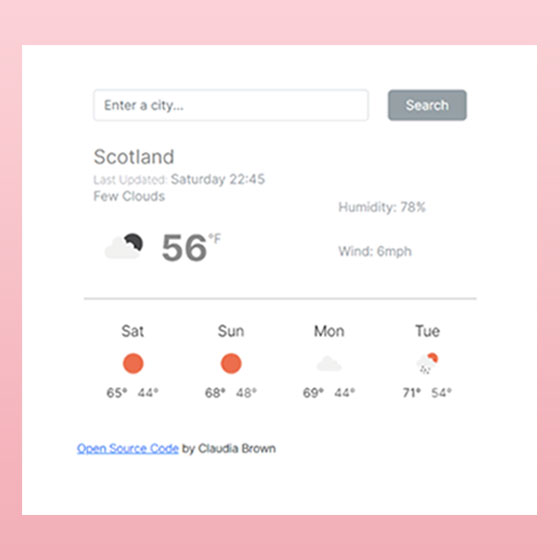 Enter a city...
Search
Scotland
Last Updated: Saturday 22:45
Few Clouds
56°F
Humidity: 78%
Wind: 6mph
Sat Sun Mon Tue
65° 44° 68° 48° 69° 44° 71° 54°
Open Source Code by Claudia Brown